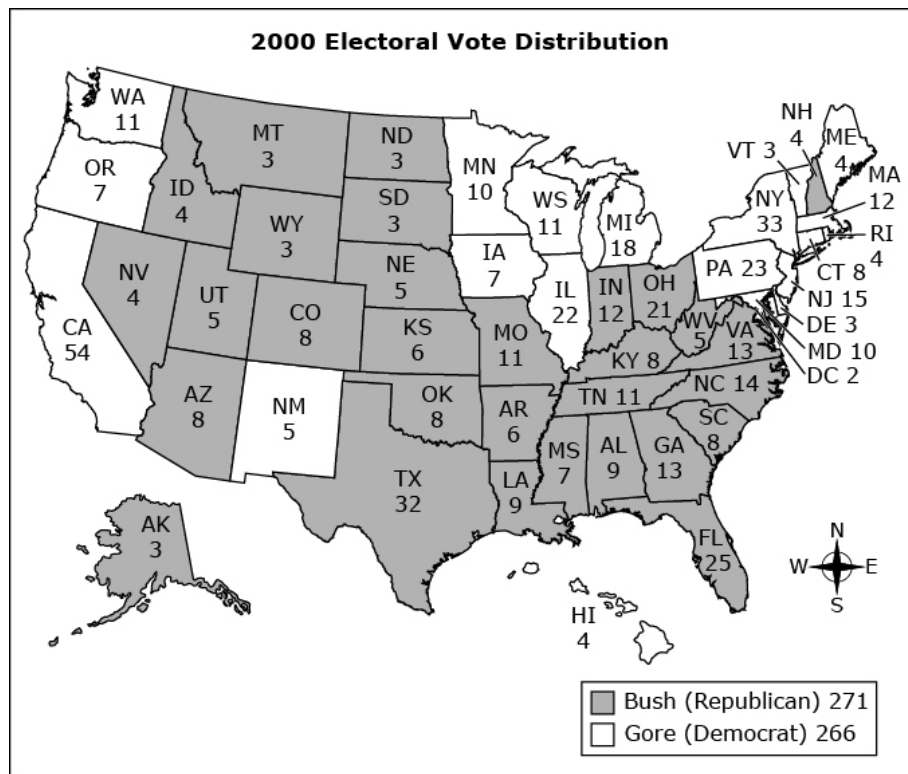 2000 Electoral Vote Distribution
WA
11
OR
7
CA
54
ID
4
NV
4
MT
3
WY
3
UT
5
AZ
8
CO
8
NM
5
ND
3
SD
3
NE
5
KS
6
OK
8
TX
32
MN
10
IA
7
MO
11
AR
6
LA
9
WS
11
IL
22
MI
18
IN
12
OH
21
KY 8
TN 11
MS
7
AL
9
GA
13
FL
25
SC
8
NC 14
VA
13
WV
5
PA 23
NY
33
VT 3
NH
4
ME
4
MA
12
RI
4
CT 8
NJ 15
DE 3
MD 10
DC 2
AK
3
HI
4
N
W E
S
Bush (Republican) 271
Gore (Democrat) 266